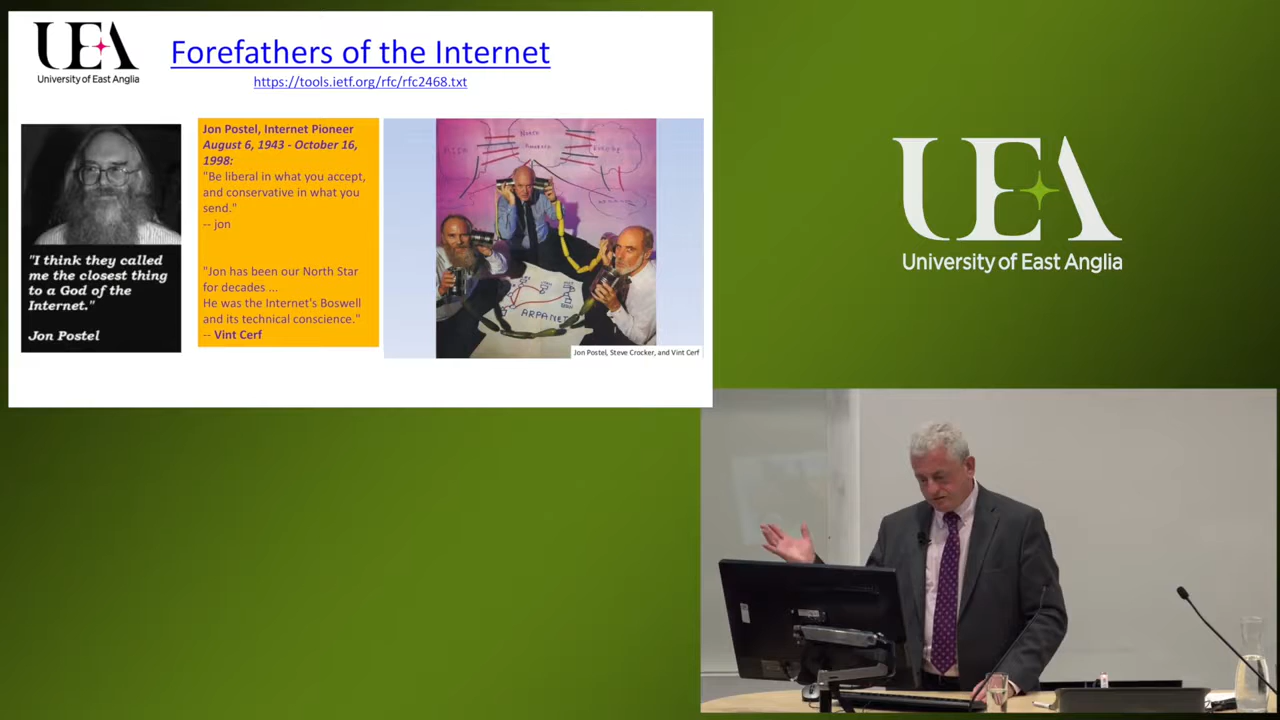 UEA
University of East Anglia
Forefathers of the Internet
https://tools.ietf.org/rfc/rfc2468.txt
"I think they called
me the closest thing
to a God of the
Internet."
Jon Postel
Jon Postel, Internet Pioneer
August 6, 1943 - October 16,
1998:
"Be liberal in what you accept,
and conservative in what you
send."
-- jon
"Jon has been our North Star
for decades ...
He was the Internet's Boswell
and its technical conscience."
-- Vint Cerf
ARPANET
Jon Postel, Steve Crocker, and Vint Cerf
UEA
University of East Anglia